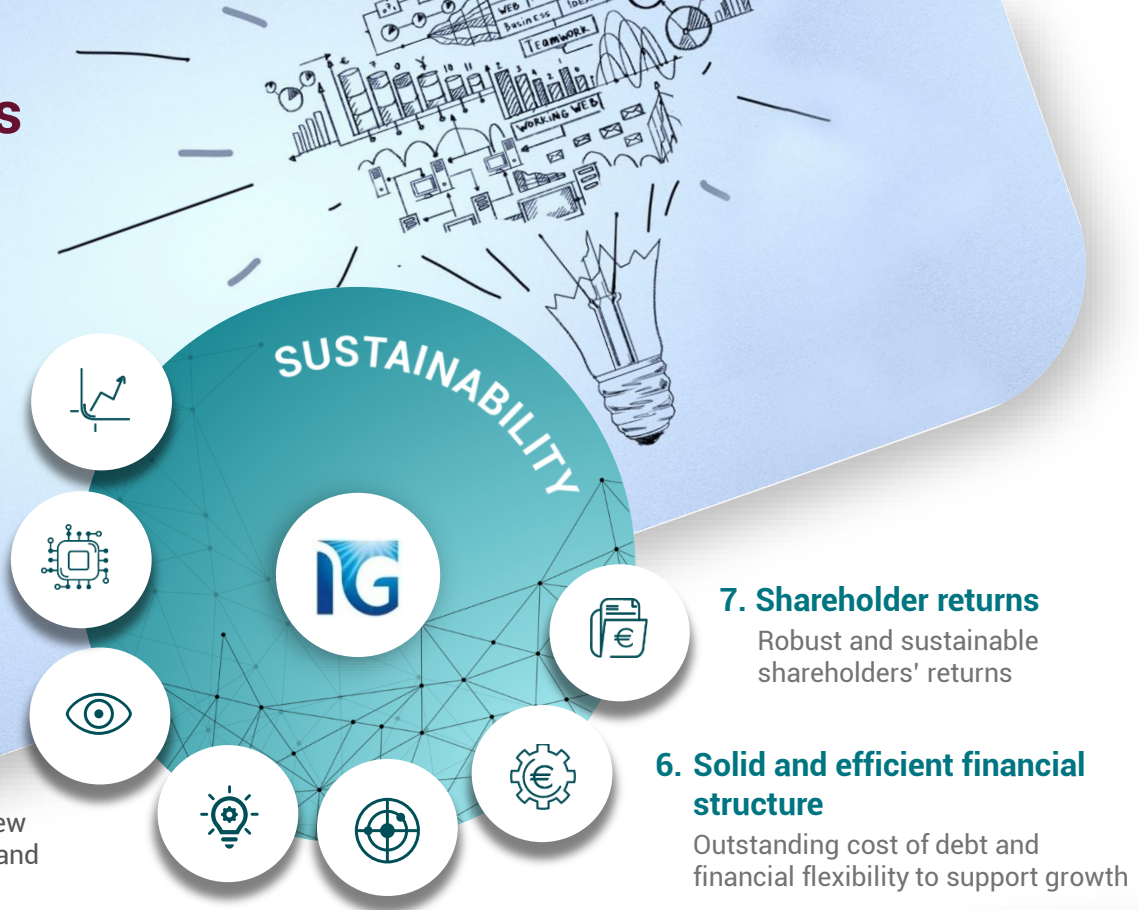 WEB
Business
TEAMWORK
WORKING WEB
s
SUSTAINABILITY
IG
7. Shareholder returns
Robust and sustainable
shareholders' returns
6. Solid and efficient financial
structure
Outstanding cost of debt and
financial flexibility to support growth
ew
and